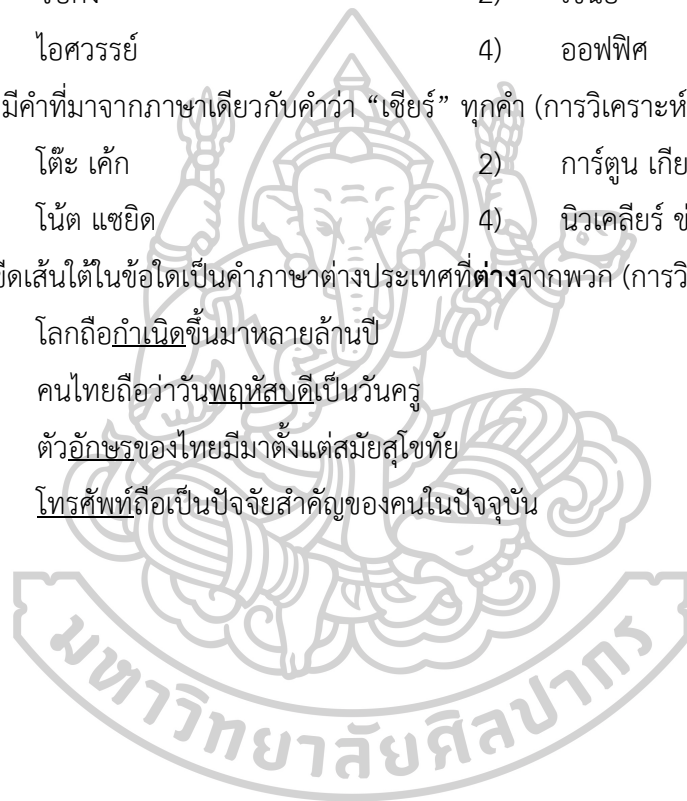 ไอศวรรย์ 4) ออฟฟิศ
มีคำที่มาจากภาษาเดียวกับคำว่า “เชียร์” ทุกคำ (การวิเคราะห์
โต๊ะ เค้ก 2) การ์ตูน
โน้ต แซยิด 4) นิวเคลียร์
ขีดเส้นใต้ในข้อใดเป็นคำภาษาต่างประเทศที่ต่างจากพวก
โลกถือกำเนิดขึ้นมาหลายล้านปี
คนไทยถือว่าวันพฤหัสบดีเป็นวันครู
ตัวอักษรของไทยมีมาตั้งแต่สมัยสุโขทัย
โทรศัพท์ถือเป็นปัจจัยสำคัญของคนในปัจจุบัน
มหาวิทยาลัยศิลปากร